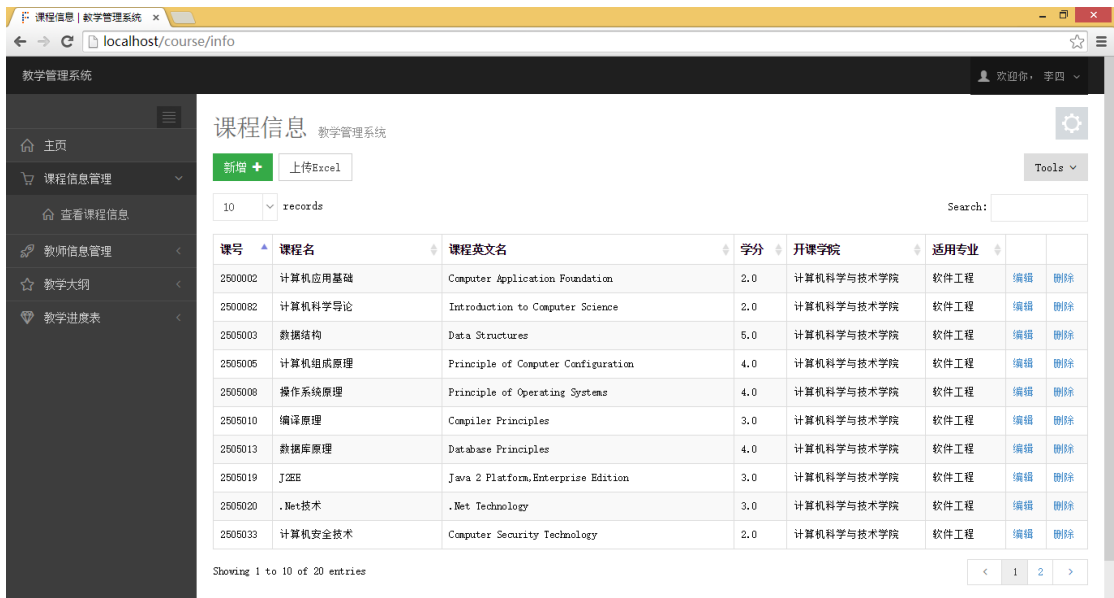 课程信息 | 教学管理系统
localhost/course/info
教学管理系统 欢迎你, 李四
主页
课程信息管理
查看课程信息
教师信息管理
教学大纲
教学进度表
课程信息 教学管理系统
新增 上传Excel Tools
10 records Search:
课号 课程名 课程英文名 学分 开课学院 适用专业
2500002 计算机应用基础 Computer Application Foundation 2.0 计算机科学与技术学院 软件工程 编辑 删除
2500082 计算机科学导论 Introduction to Computer Science 2.0 计算机科学与技术学院 软件工程 编辑 删除
2505003 数据结构 Data Structures 5.0 计算机科学与技术学院 软件工程 编辑 删除
2505005 计算机组成原理 Principle of Computer Configuration 4.0 计算机科学与技术学院 软件工程 编辑 删除
2505008 操作系统原理 Principle of Operating Systems 4.0 计算机科学与技术学院 软件工程 编辑 删除
2505010 编译原理 Compiler Principles 3.0 计算机科学与技术学院 软件工程 编辑 删除
2505013 数据库原理 Database Principles 4.0 计算机科学与技术学院 软件工程 编辑 删除
2505019 J2EE Java 2 Platform,Enterprise Edition 3.0 计算机科学与技术学院 软件工程 编辑 删除
2505020 .Net技术 .Net Technology 3.0 计算机科学与技术学院 软件工程 编辑 删除
2505033 计算机安全技术 Computer Security Technology 2.0 计算机科学与技术学院 软件工程 编辑 删除
Showing 1 to 10 of 20 entries < 1 2 >